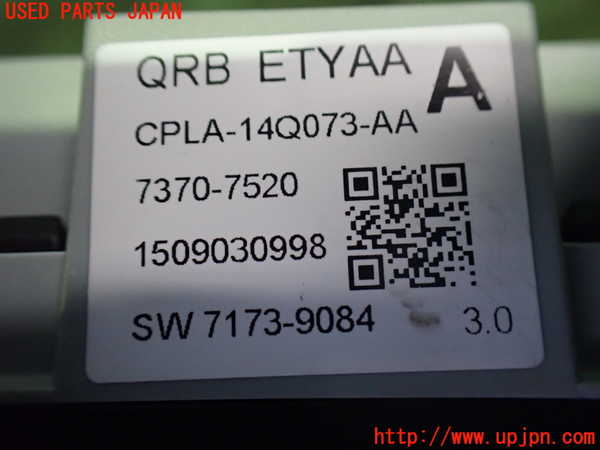 USED PARTS JAPAN
QRB ETYAA
A
CPLA-14Q073-AA
7370-7520
1509030998
SW 7173-9084
3.0
http://www.upjpn.com/